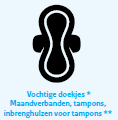 Vochtige doekjes *
Maandverbanden, tampons,
inbrenghulzen voor tampons **